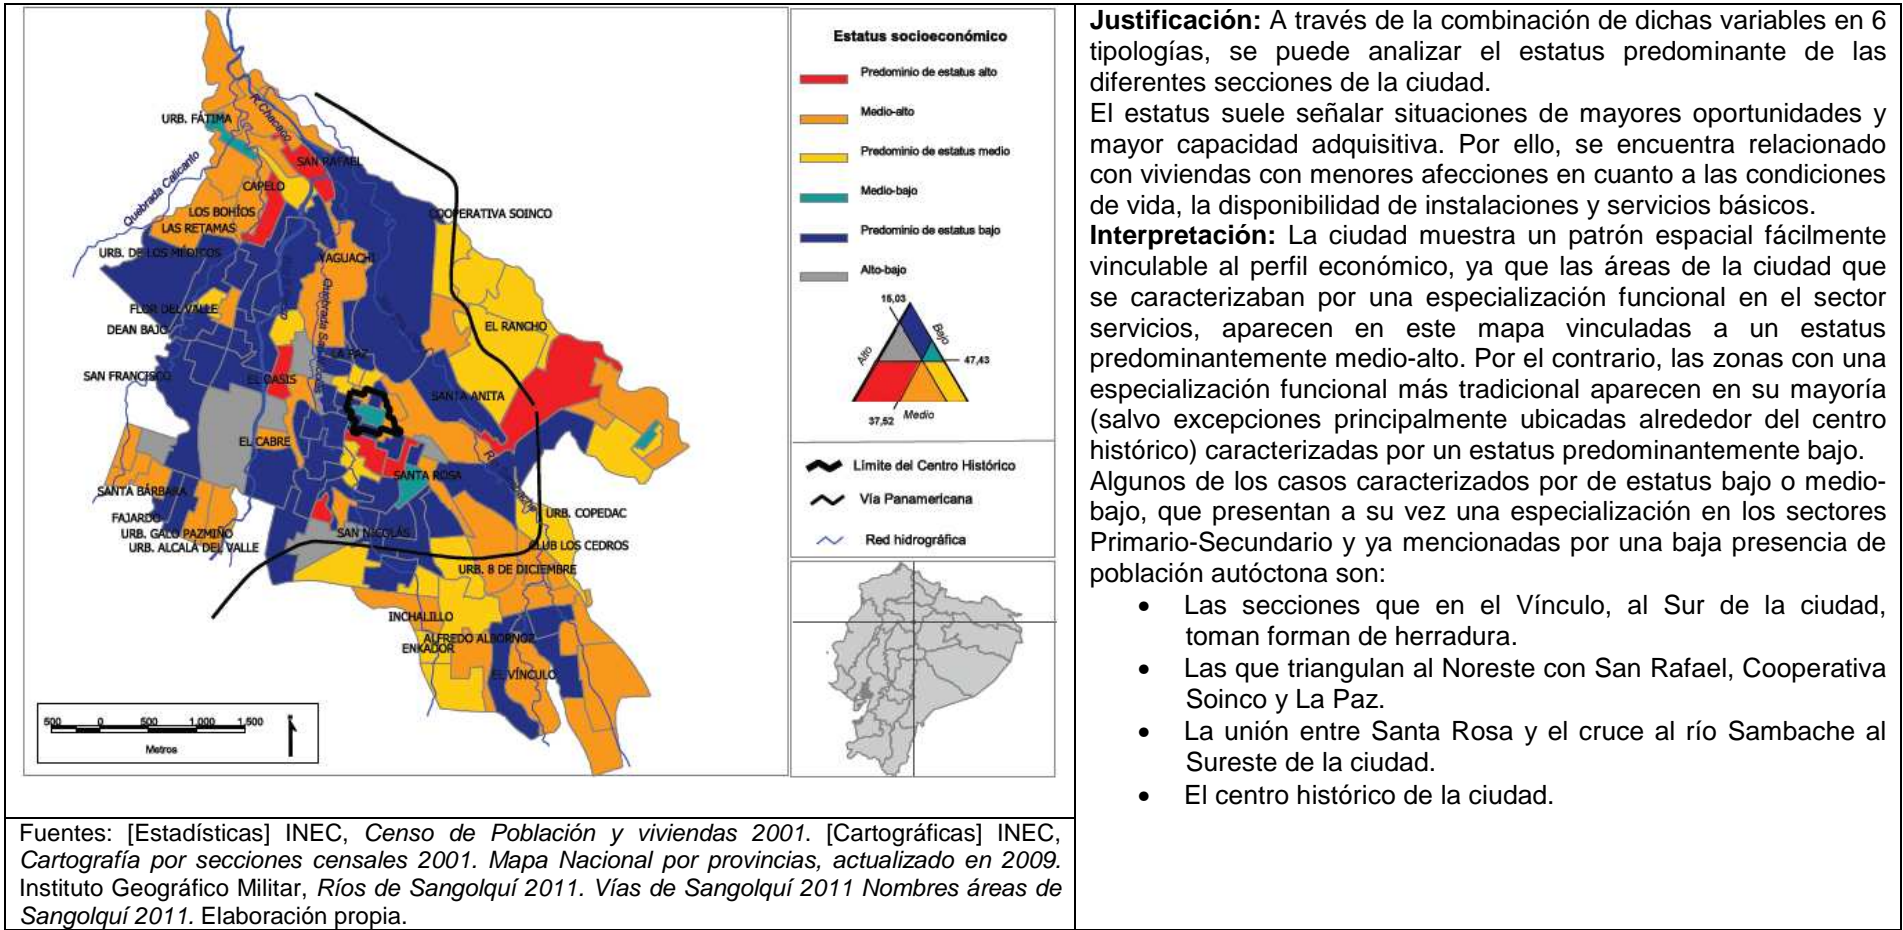 Estatus socioeconómico
Predominio de estatus alto
Medio-alto
Predominio de estatus medio
Medio-bajo
Predominio de estatus bajo
Alto-bajo
15,03
Alto
Bajo
47,43
37,52
Medio
Límite del Centro Histórico
Vía Panamericana
Red hidrográfica
URB. FÁTIMA
R. Chacaco
SAN RAFAEL
Quebrada Calicanto
CAPELO
LOS BOHÍOS
LAS RETAMAS
COOPERATIVA SOINCO
URB. DE LOS MÉDICOS
YAGUACHI
FLOR DEL VALLE
DEAN BAJO
EL RANCHO
LA PAZ
SAN FRANCISCO
EL OASIS
SANTA ANITA
EL CABRE
SANTA ROSA
SANTA BÁRBARA
FAJARDO
URB. GALO PAZMIÑO
URB. ALCALÁ DEL VALLE
SAN NICOLÁS
URB. COPEDAC
CLUB LOS CEDROS
URB. 8 DE DICIEMBRE
INCHALILLO
ALFREDO ALBORNOZ
ENKADOR
EL VÍNCULO
500 0 500 1.000 1.500
Metros
Fuentes: [Estadísticas] INEC, Censo de Población y viviendas 2001. [Cartográficas] INEC,
Cartografía por secciones censales 2001. Mapa Nacional por provincias, actualizado en 2009.
Instituto Geográfico Militar, Ríos de Sangolquí 2011. Vías de Sangolquí 2011 Nombres áreas de
Sangolquí 2011. Elaboración propia.
Justificación: A través de la combinación de dichas variables en 6
tipologías, se puede analizar el estatus predominante de las
diferentes secciones de la ciudad.
El estatus suele señalar situaciones de mayores oportunidades y
mayor capacidad adquisitiva. Por ello, se encuentra relacionado
con viviendas con menores afecciones en cuanto a las condiciones
de vida, la disponibilidad de instalaciones y servicios básicos.
Interpretación: La ciudad muestra un patrón espacial fácilmente
vinculable al perfil económico, ya que las áreas de la ciudad que
se caracterizaban por una especialización funcional en el sector
servicios, aparecen en este mapa vinculadas a un estatus
predominantemente medio-alto. Por el contrario, las zonas con una
especialización funcional más tradicional aparecen en su mayoría
(salvo excepciones principalmente ubicadas alrededor del centro
histórico) caracterizadas por un estatus predominantemente bajo.
Algunos de los casos caracterizados por de estatus bajo o medio-
bajo, que presentan a su vez una especialización en los sectores
Primario-Secundario y ya mencionadas por una baja presencia de
población autóctona son:
• Las secciones que en el Vínculo, al Sur de la ciudad,
toman forman de herradura.
• Las que triangulan al Noreste con San Rafael, Cooperativa
Soinco y La Paz.
• La unión entre Santa Rosa y el cruce al río Sambache al
Sureste de la ciudad.
• El centro histórico de la ciudad.